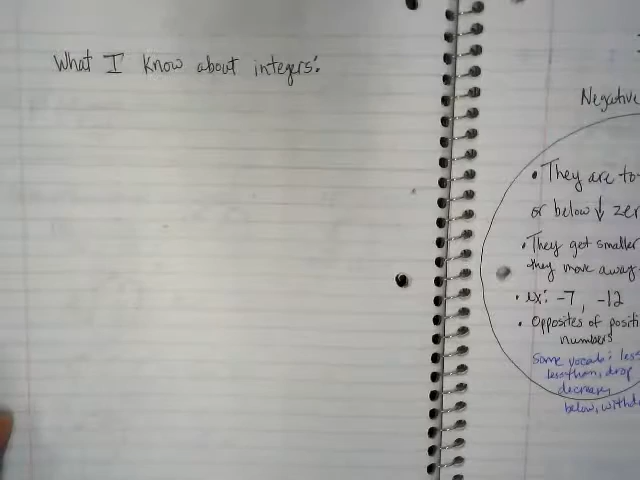 What I know about integers:
Negative
• They are to
or below ↓ zer
• They get smaller
they move away
• ex: -7, -12
• Opposites of positi
numbers
Some vocab: less
less than, drop
decrease
below, withd